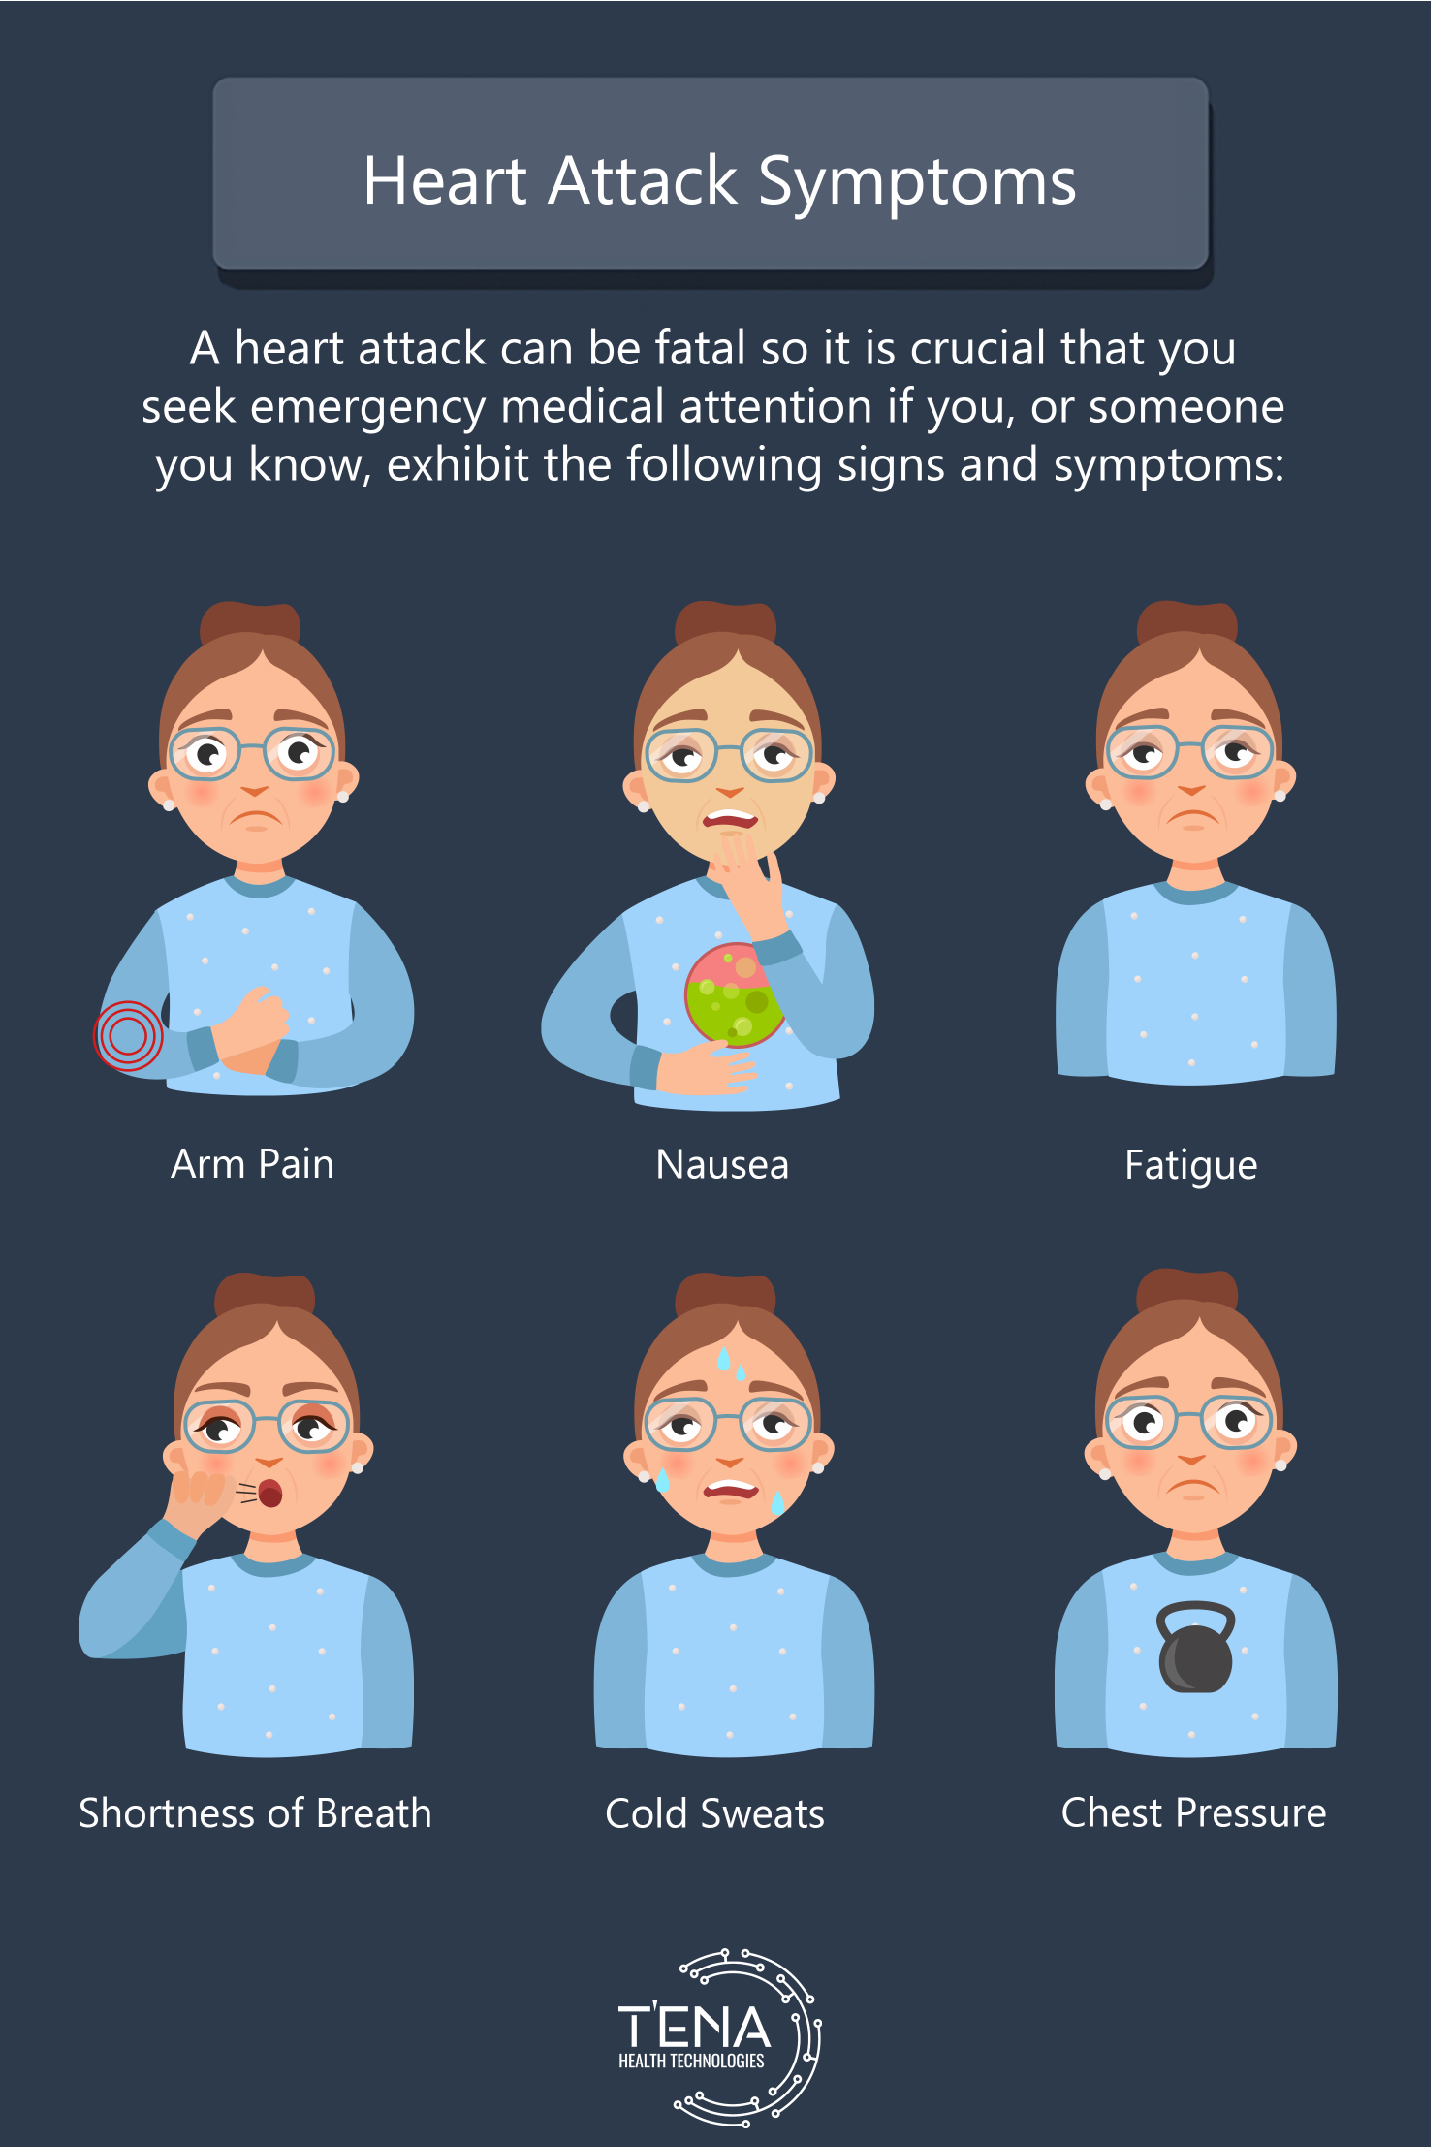 Heart Attack Symptoms
A heart attack can be fatal so it is crucial that you
seek emergency medical attention if you, or someone
you know, exhibit the following signs and symptoms:
Arm Pain
Nausea
Fatigue
Shortness of Breath
Cold Sweats
Chest Pressure
T'ENA
HEALTH TECHNOLOGIES